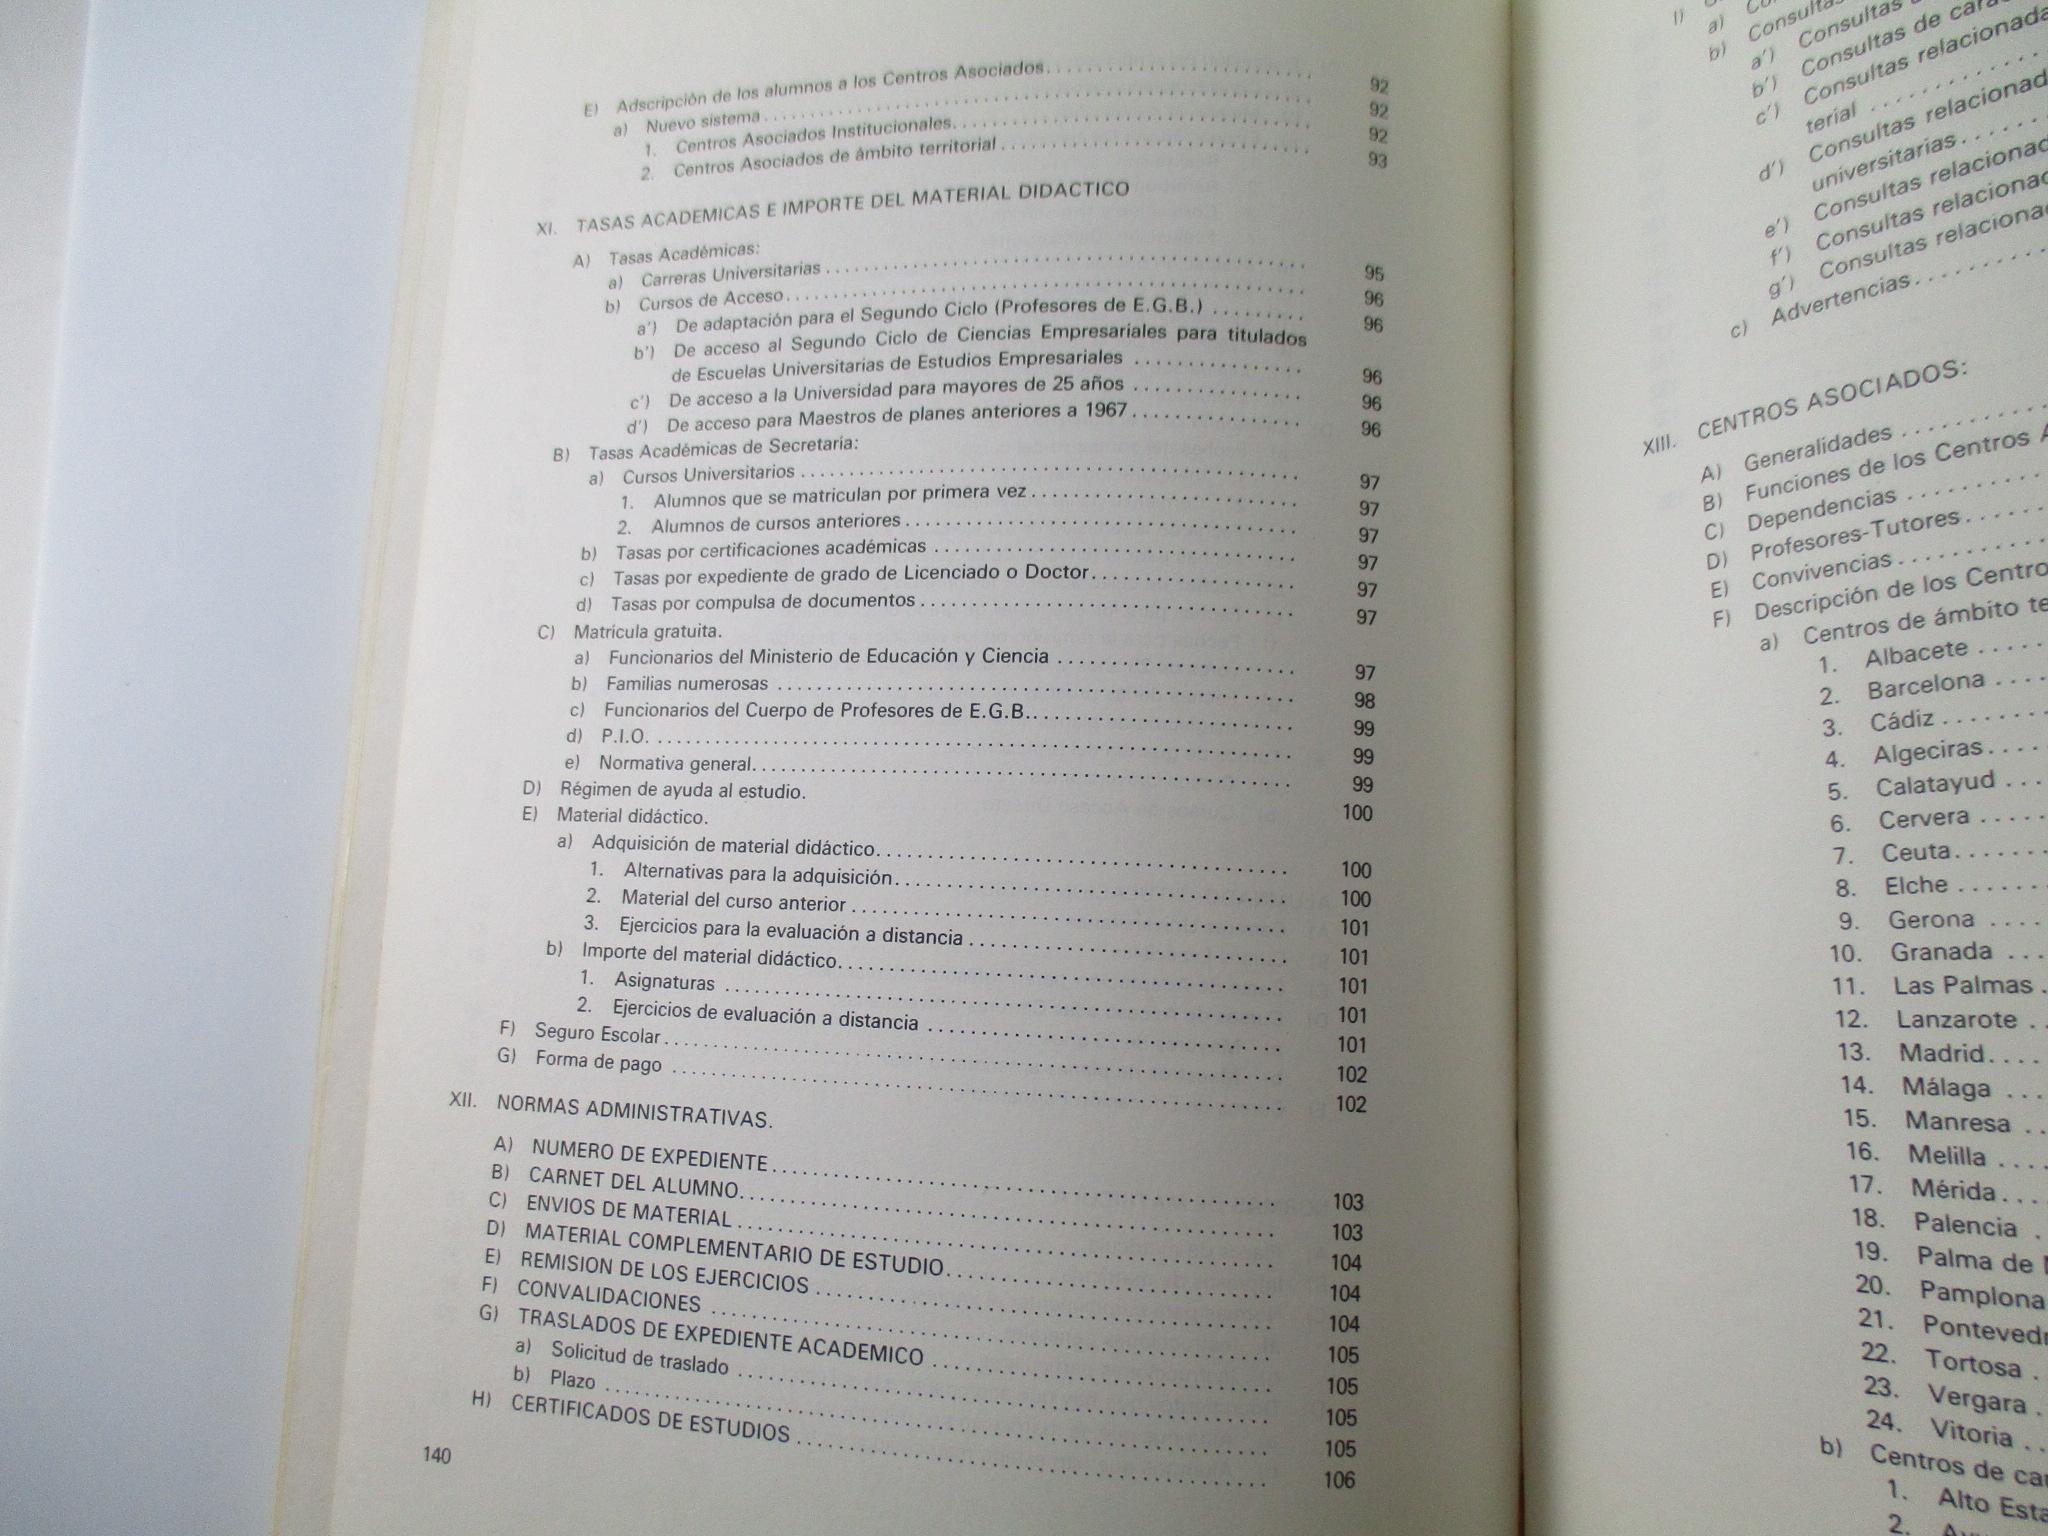 E) Adscripción de los alumnos a los Centros Asociados. . . . . . . . . . 92
a) Nuevo sistema . . . . . . . . . . 92
1. Centros Asociados Institucionales. . . . . . . . . . 92
2. Centros Asociados de ámbito territorial . . . . . . . . . . 93
XI. TASAS ACADEMICAS E IMPORTE DEL MATERIAL DIDACTICO
A) Tasas Académicas:
a) Carreras Universitarias . . . . . . . . . . 95
b) Cursos de Acceso. . . . . . . . . . 96
a') De adaptación para el Segundo Ciclo (Profesores de E.G.B.) . . . . . . . . . 96
b') De acceso al Segundo Ciclo de Ciencias Empresariales para titulados
de Escuelas Universitarias de Estudios Empresariales . . . . . . . . . . 96
c') De acceso a la Universidad para mayores de 25 años . . . . . . . . . . 96
d') De acceso para Maestros de planes anteriores a 1967 . . . . . . . . . . 96
B) Tasas Académicas de Secretaría:
a) Cursos Universitarios . . . . . . . . . . 97
1. Alumnos que se matriculan por primera vez . . . . . . . . . . 97
2. Alumnos de cursos anteriores . . . . . . . . . . 97
b) Tasas por certificaciones académicas . . . . . . . . . . 97
c) Tasas por expediente de grado de Licenciado o Doctor. . . . . . . . . . 97
d) Tasas por compulsa de documentos . . . . . . . . . . 97
C) Matrícula gratuita.
a) Funcionarios del Ministerio de Educación y Ciencia . . . . . . . . . . 97
b) Familias numerosas . . . . . . . . . . 98
c) Funcionarios del Cuerpo de Profesores de E.G.B.. . . . . . . . . . 99
d) P.I.O. . . . . . . . . . . 99
e) Normativa general. . . . . . . . . . 99
D) Régimen de ayuda al estudio. 100
E) Material didáctico.
a) Adquisición de material didáctico. . . . . . . . . . 100
1. Alternativas para la adquisición. . . . . . . . . . 100
2. Material del curso anterior . . . . . . . . . . 101
3. Ejercicios para la evaluación a distancia . . . . . . . . . . 101
b) Importe del material didáctico. . . . . . . . . . 101
1. Asignaturas . . . . . . . . . . 101
2. Ejercicios de evaluación a distancia . . . . . . . . . . 101
F) Seguro Escolar . . . . . . . . . . 102
G) Forma de pago . . . . . . . . . . 102
XII. NORMAS ADMINISTRATIVAS.
A) NUMERO DE EXPEDIENTE . . . . . . . . . . 103
B) CARNET DEL ALUMNO. . . . . . . . . . 103
C) ENVIOS DE MATERIAL . . . . . . . . . . 104
D) MATERIAL COMPLEMENTARIO DE ESTUDIO. . . . . . . . . . 104
E) REMISION DE LOS EJERCICIOS . . . . . . . . . . 104
F) CONVALIDACIONES . . . . . . . . . . 105
G) TRASLADOS DE EXPEDIENTE ACADEMICO . . . . . . . . . . 105
a) Solicitud de traslado . . . . . . . . . . 105
b) Plazo . . . . . . . . . . 105
H) CERTIFICADOS DE ESTUDIOS . . . . . . . . . . 106
140
a)
b) Consultas
a') Consultas
b') Consultas de
c') Consultas relacionada
terial . . . . . . . . . .
d') Consultas relacionad
universitarias. . . . . .
e') Consultas relacionad
f') Consultas relacionad
g') Consultas relaciona
c) Advertencias. . . . . . . . . .
XIII. CENTROS ASOCIADOS:
A) Generalidades . . . . . . . . . .
B) Funciones de los Centros A
C) Dependencias . . . . . . . . . .
D) Profesores-Tutores. . . . . .
E) Convivencias . . . . . . . . . .
F) Descripción de los Centro
a) Centros de ámbito te
1. Albacete . . . . .
2. Barcelona . . . .
3. Cádiz . . . . . . .
4. Algeciras. . . . .
5. Calatayud . . .
6. Cervera . . . . .
7. Ceuta. . . . . . .
8. Elche . . . . . . .
9. Gerona . . . .
10. Granada . . .
11. Las Palmas .
12. Lanzarote . .
13. Madrid. . . .
14. Málaga . . .
15. Manresa . .
16. Melilla . . . .
17. Mérida. . . .
18. Palencia .
19. Palma de
20. Pamplona
21. Ponteved
22. Tortosa .
23. Vergara .
24. Vitoria . .
b) Centros de
1. Alto Esta
2.